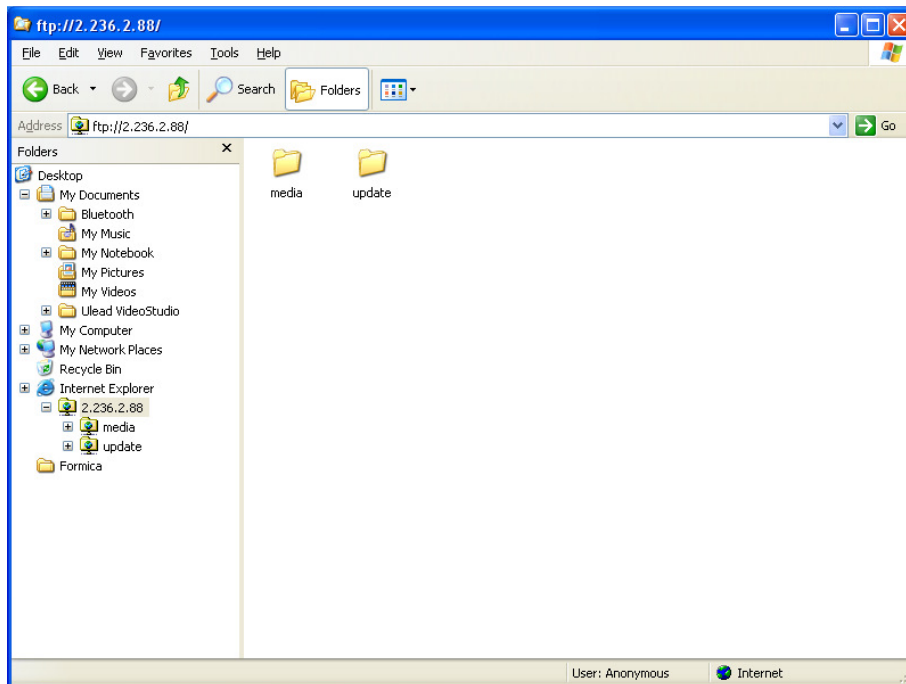 ftp://2.236.2.88/
File Edit View Favorites Tools Help
Back Search Folders
Address ftp://2.236.2.88/ Go
Folders x
Desktop
My Documents
Bluetooth
My Music
My Notebook
My Pictures
My Videos
Ulead VideoStudio
My Computer
My Network Places
Recycle Bin
Internet Explorer
2.236.2.88
media
update
Formica
media update
User: Anonymous Internet